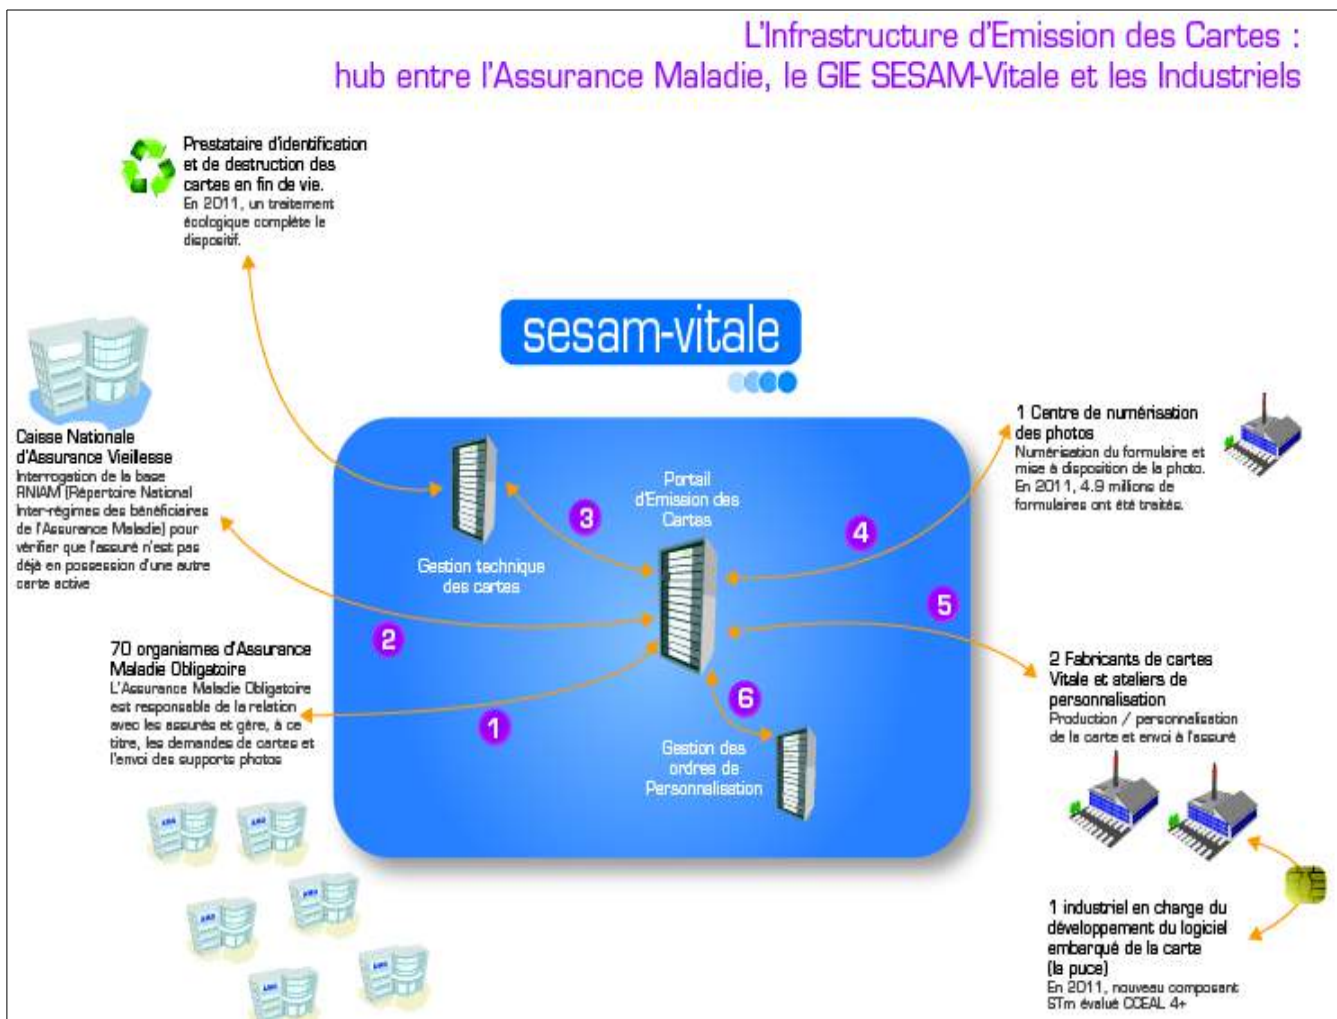 L'Infrastructure d'Emission des Cartes :
hub entre l'Assurance Maladie, le GIE SESAM-Vitale et les Industriels
Prestataire d'identification
et de destruction des
cartes en fin de vie.
En 2011, un traitement
écologique complète le
dispositif.
sesam-vitale
Caisse Nationale
d'Assurance Vieillesse
Interrogation de la base
RNIAM (Répertoire National
Inter-régimes des bénéficiaires
de l'Assurance Maladie) pour
vérifier que l'assuré n'est pas
déjà en possession d'une autre
carte active
70 organismes d'Assurance
Maladie Obligatoire
L'Assurance Maladie Obligatoire
est responsable de la relation
avec les assurés et gère, à ce
titre, les demandes de cartes et
l'envoi des supports photos
Gestion technique
des cartes
Portail
d'Emission des
Cartes
Gestion des
ordres de
Personnalisation
3
4
2
5
1
6
1 Centre de numérisation
des photos
Numérisation du formulaire et
mise à disposition de la photo.
En 2011, 4.9 millions de
formulaires ont été traités.
2 Fabricants de cartes
Vitale et ateliers de
personnalisation
Production / personnalisation
de la carte et envoi à l'assuré
1 industriel en charge du
développement du logiciel
embarqué de la carte
(la puce)
En 2011, nouveau composant
STm évalué CCEAL 4+